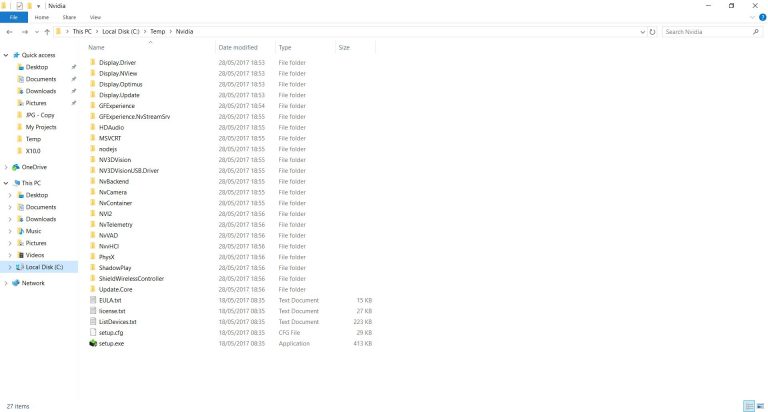 Nvidia
File Home Share View
This PC Local Disk (C:) Temp Nvidia Search Nvidia
Name Date modified Type Size
Quick access
Desktop
Documents
Downloads
Pictures
JPG - Copy
My Projects
Temp
X10.0
OneDrive
This PC
Desktop
Documents
Downloads
Music
Pictures
Videos
Local Disk (C:)
Network
Display.Driver 28/05/2017 18:53 File folder
Display.NView 28/05/2017 18:53 File folder
Display.Optimus 28/05/2017 18:53 File folder
Display.Update 28/05/2017 18:53 File folder
GFExperience 28/05/2017 18:54 File folder
GFExperience.NvStreamSrv 28/05/2017 18:55 File folder
HDAudio 28/05/2017 18:55 File folder
MSVCRT 28/05/2017 18:55 File folder
nodejs 28/05/2017 18:55 File folder
NV3DVision 28/05/2017 18:55 File folder
NV3DVisionUSB.Driver 28/05/2017 18:55 File folder
NvBackend 28/05/2017 18:55 File folder
NvCamera 28/05/2017 18:55 File folder
NvContainer 28/05/2017 18:55 File folder
NVI2 28/05/2017 18:56 File folder
NvTelemetry 28/05/2017 18:56 File folder
NvVAD 28/05/2017 18:56 File folder
NvvHCI 28/05/2017 18:56 File folder
PhysX 28/05/2017 18:56 File folder
ShadowPlay 28/05/2017 18:56 File folder
ShieldWirelessController 28/05/2017 18:56 File folder
Update.Core 28/05/2017 18:56 File folder
EULA.txt 18/05/2017 08:35 Text Document 15 KB
license.txt 18/05/2017 08:35 Text Document 27 KB
ListDevices.txt 18/05/2017 08:35 Text Document 223 KB
setup.cfg 18/05/2017 08:35 CFG File 29 KB
setup.exe 18/05/2017 08:35 Application 413 KB
27 items